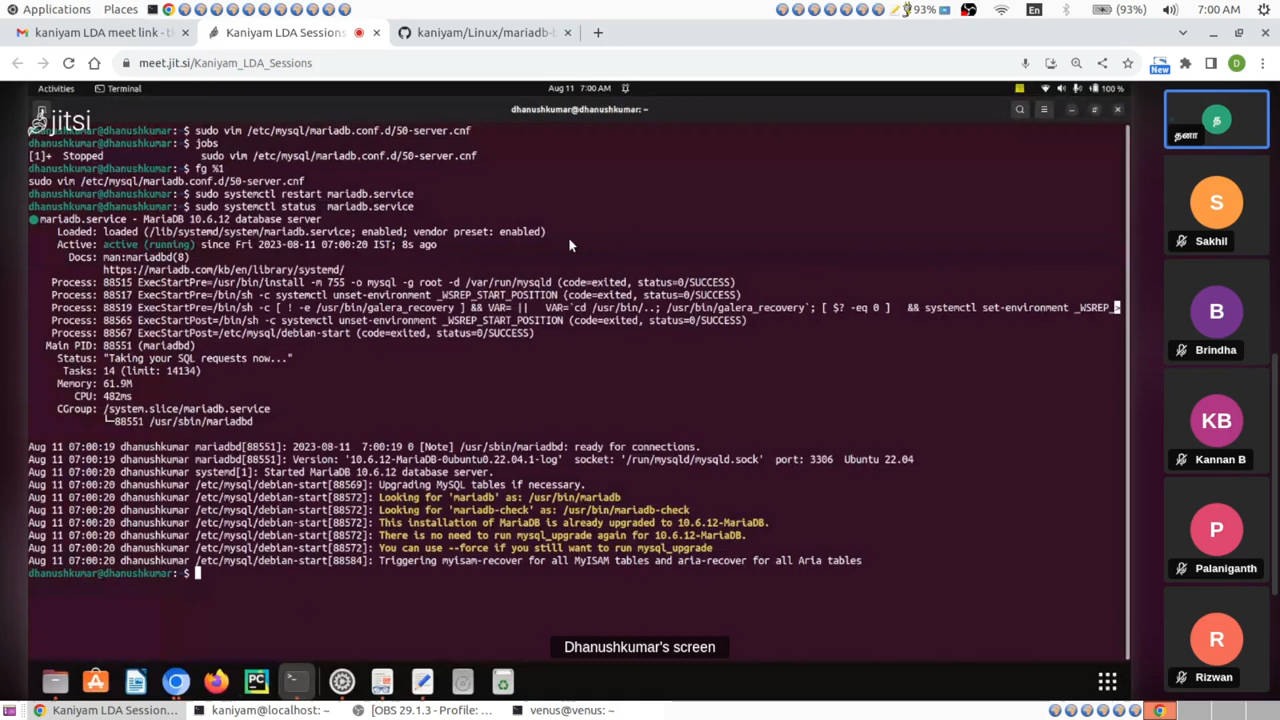 Applications Places 93% En (93%) 7:00 AM
kaniyam LDA meet link - tk × Kaniyam LDA Sessions × kaniyam/Linux/mariadb-b × +
meet.jit.si/Kaniyam_LDA_Sessions New D
Activities Terminal Aug 11 7:00 AM 100 %
dhanushkumar@dhanushkumar: ~
jitsi
dhanushkumar@dhanushkumar:~$ sudo vim /etc/mysql/mariadb.conf.d/50-server.cnf
dhanushkumar@dhanushkumar:~$ jobs
[1]+ Stopped sudo vim /etc/mysql/mariadb.conf.d/50-server.cnf
dhanushkumar@dhanushkumar:~$ fg %1
sudo vim /etc/mysql/mariadb.conf.d/50-server.cnf
dhanushkumar@dhanushkumar:~$ sudo systemctl restart mariadb.service
dhanushkumar@dhanushkumar:~$ sudo systemctl status mariadb.service
mariadb.service - MariaDB 10.6.12 database server
Loaded: loaded (/lib/systemd/system/mariadb.service; enabled; vendor preset: enabled)
Active: active (running) since Fri 2023-08-11 07:00:20 IST; 8s ago
Docs: man:mariadbd(8)
https://mariadb.com/kb/en/library/systemd/
Process: 88515 ExecStartPre=/usr/bin/install -m 755 -o mysql -g root -d /var/run/mysqld (code=exited, status=0/SUCCESS)
Process: 88517 ExecStartPre=/bin/sh -c systemctl unset-environment _WSREP_START_POSITION (code=exited, status=0/SUCCESS)
Process: 88519 ExecStartPre=/bin/sh -c [ ! -e /usr/bin/galera_recovery ] && VAR= || VAR=`cd /usr/bin/..; /usr/bin/galera_recovery`; [ $? -eq 0 ] && systemctl set-environment _WSREP_>
Process: 88565 ExecStartPost=/bin/sh -c systemctl unset-environment _WSREP_START_POSITION (code=exited, status=0/SUCCESS)
Process: 88567 ExecStartPost=/etc/mysql/debian-start (code=exited, status=0/SUCCESS)
Main PID: 88551 (mariadbd)
Status: "Taking your SQL requests now..."
Tasks: 14 (limit: 14134)
Memory: 61.9M
CPU: 482ms
CGroup: /system.slice/mariadb.service
└─88551 /usr/sbin/mariadbd
Aug 11 07:00:19 dhanushkumar mariadbd[88551]: 2023-08-11 7:00:19 0 [Note] /usr/sbin/mariadbd: ready for connections.
Aug 11 07:00:19 dhanushkumar mariadbd[88551]: Version: '10.6.12-MariaDB-0ubuntu0.22.04.1-log' socket: '/run/mysqld/mysqld.sock' port: 3306 Ubuntu 22.04
Aug 11 07:00:20 dhanushkumar systemd[1]: Started MariaDB 10.6.12 database server.
Aug 11 07:00:20 dhanushkumar /etc/mysql/debian-start[88569]: Upgrading MySQL tables if necessary.
Aug 11 07:00:20 dhanushkumar /etc/mysql/debian-start[88572]: Looking for 'mariadb' as: /usr/bin/mariadb
Aug 11 07:00:20 dhanushkumar /etc/mysql/debian-start[88572]: Looking for 'mariadb-check' as: /usr/bin/mariadb-check
Aug 11 07:00:20 dhanushkumar /etc/mysql/debian-start[88572]: This installation of MariaDB is already upgraded to 10.6.12-MariaDB.
Aug 11 07:00:20 dhanushkumar /etc/mysql/debian-start[88572]: There is no need to run mysql_upgrade again for 10.6.12-MariaDB.
Aug 11 07:00:20 dhanushkumar /etc/mysql/debian-start[88572]: You can use --force if you still want to run mysql_upgrade
Aug 11 07:00:20 dhanushkumar /etc/mysql/debian-start[88584]: Triggering myisam-recover for all MyISAM tables and aria-recover for all Aria tables
dhanushkumar@dhanushkumar:~$
Dhanushkumar's screen
த
தனா
S
Sakhil
B
Brindha
KB
Kannan B
P
Palaniganth
R
Rizwan
Kaniyam LDA Session... kaniyam@localhost: ~ [OBS 29.1.3 - Profile: ... venus@venus: ~